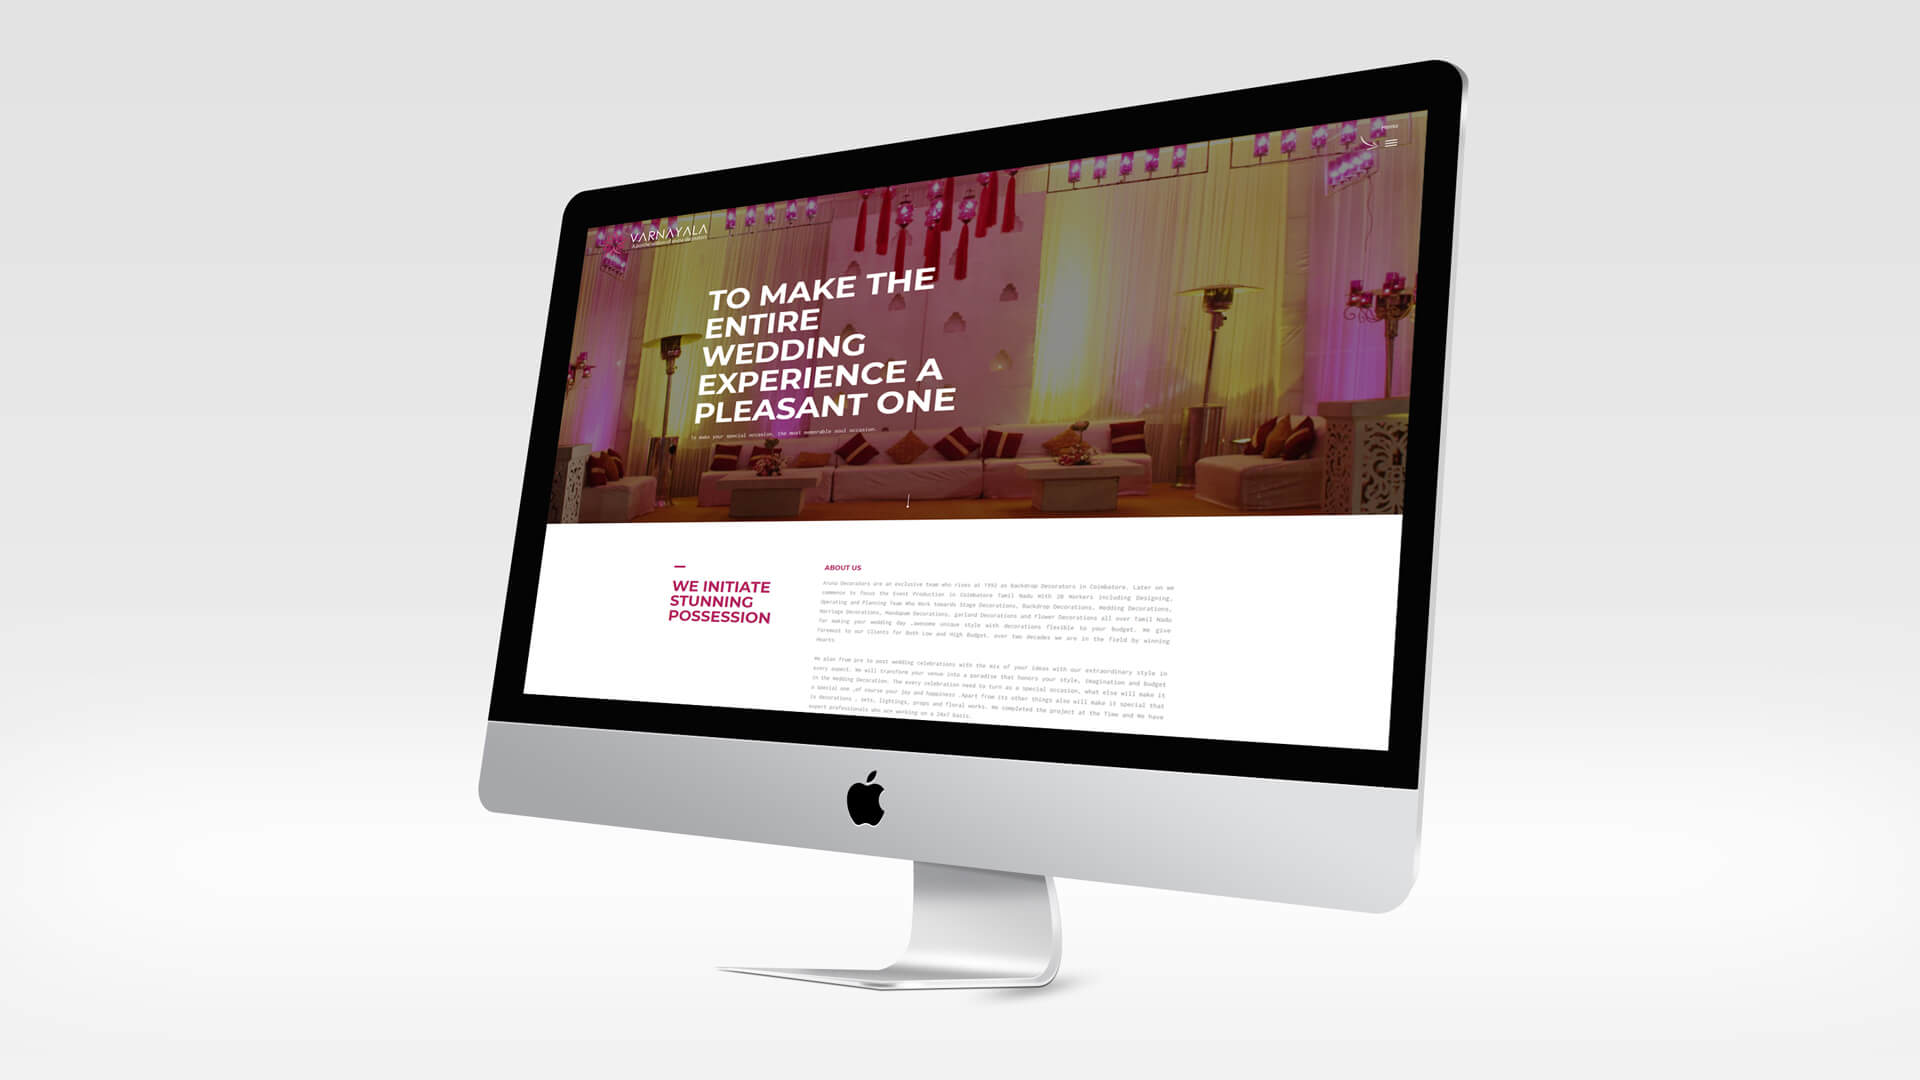 Home
VARNAYALA
TO MAKE THE
ENTIRE
WEDDING
EXPERIENCE A
PLEASANT ONE
To make your special occasion, the most memorable soul occasion.
WE INITIATE
STUNNING
POSSESSION
ABOUT US
Aruna Decorators are an exclusive team who rives at 1992 as Backdrop Decorators in Coimbatore. Later on we
commence to focus the Event Production in Coimbatore Tamil Nadu With 20 Workers including Designing,
Operating and Planning Team Who Work towards Stage Decorations, Backdrop Decorations, Wedding Decorations,
Marriage Decorations, Mandapam Decorations, garland Decorations and Flower Decorations all over Tamil Nadu
for making your wedding day ,awesome unique style with decorations flexible to your Budget. We give
Foremost to our Clients for Both Low and High Budget. over two decades we are in the field by winning
Hearts
We plan from pre to post wedding celebrations with the mix of your ideas with our extraordinary style in
every aspect. We will transform your venue into a paradise that honors your style, imagination and Budget
in the Wedding Decoration. The every celebration need to turn as a Special Occasion, what else will make it
a special one ,of course your Joy and happiness .Apart from its other things also will make it special that
is decorations , sets, lightings, props and floral works. We completed the project at the Time and We have
expert professionals who are working on a 24x7 basis.